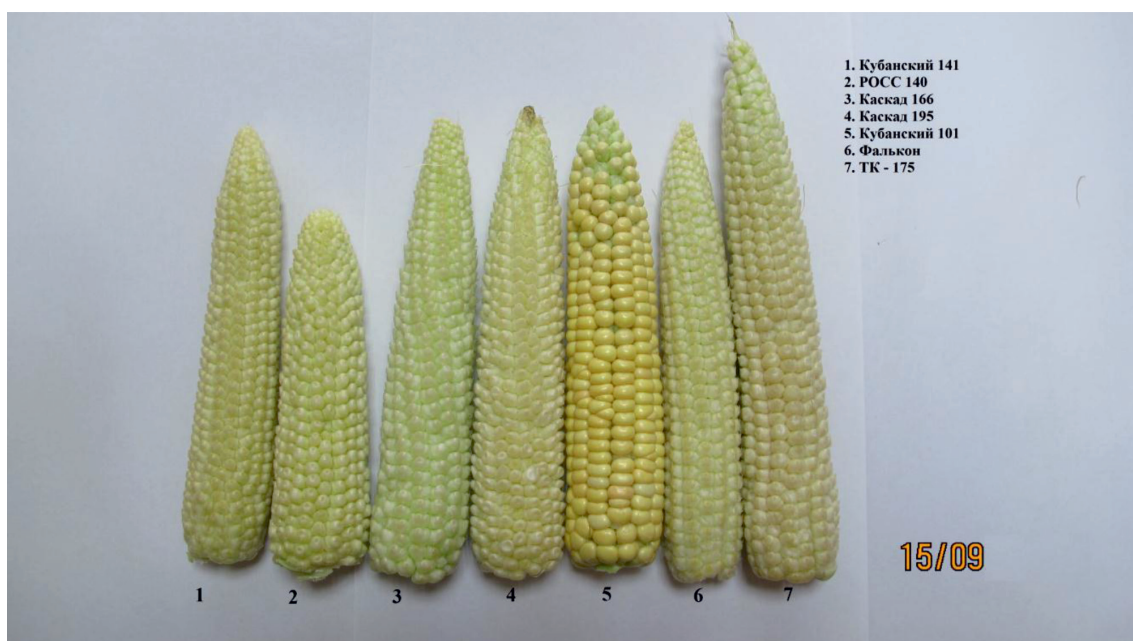 1. Кубанский 141
2. РОСС 140
3. Каскад 166
4. Каскад 195
5. Кубанский 101
6. Фалькон
7. ТК - 175
15/09
1 2 3 4 5 6 7